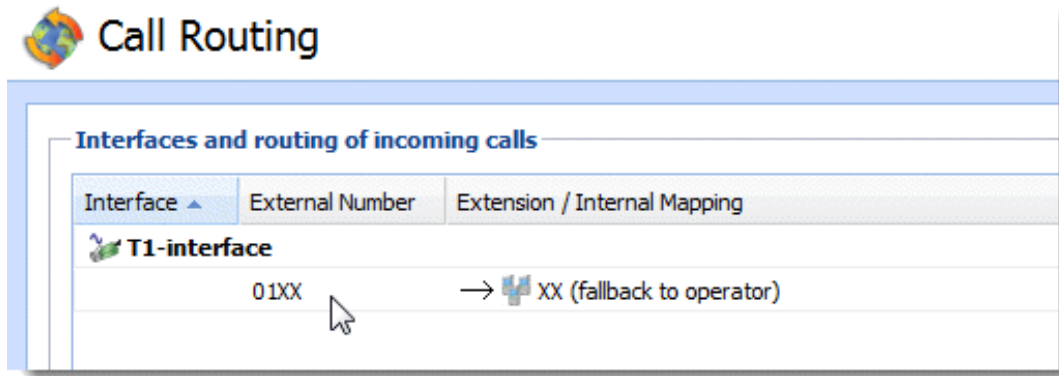 Call Routing
Interfaces and routing of incoming calls
Interface External Number Extension / Internal Mapping
T1-interface
01XX → XX (fallback to operator)